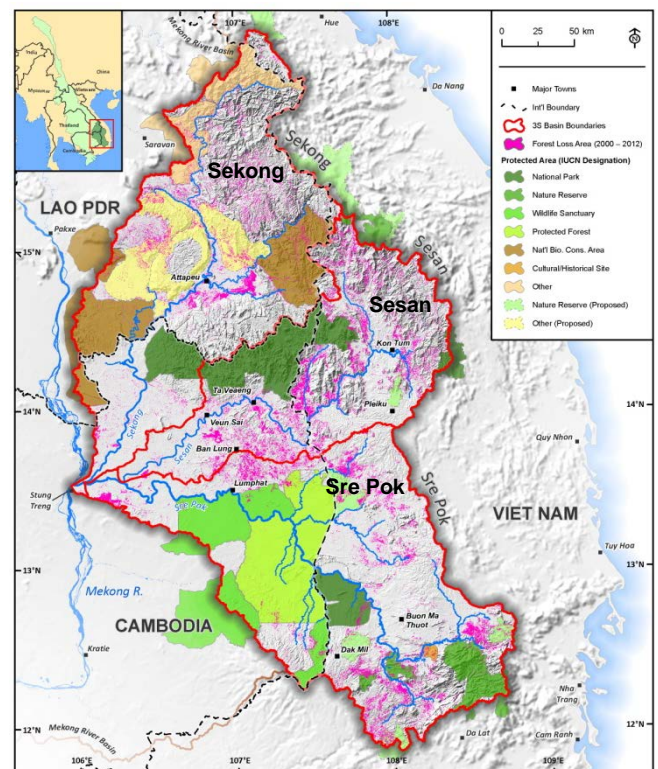 107°E
108°E
Mekong River Basin
Hue
India
China
Myanmar
Vietnam
Thailand
Cambodia
0 25 50 km
N
Da Nang
Major Towns
Int'l Boundary
3S Basin Boundaries
Forest Loss Area (2000 – 2012)
Protected Area (IUCN Designation)
National Park
Nature Reserve
Wildlife Sanctuary
Protected Forest
Nat'l Bio. Cons. Area
Cultural/Historical Site
Other
Nature Reserve (Proposed)
Other (Proposed)
Saravan
Sekong
Sekong
LAO PDR
Pakxe
Sesan
15°N
15°N
Attapeu
Sesan
Kon Tum
Ta Veaeng
Pleiku
14°N
14°N
Sekong
Veun Sai
Sesan
Quy Nhon
Ban Lung
Sre Pok
Sre Pok
Stung
Treng
Lumphat
Sre Pok
VIET NAM
Tuy Hoa
13°N
13°N
Mekong R.
CAMBODIA
Buon Ma
Thuot
Kratie
Dak Mil
Nha
Trang
12°N
12°N
Mekong River
Basin
Da Lat
Cam Ranh
106°E
107°E
108°E
109°E